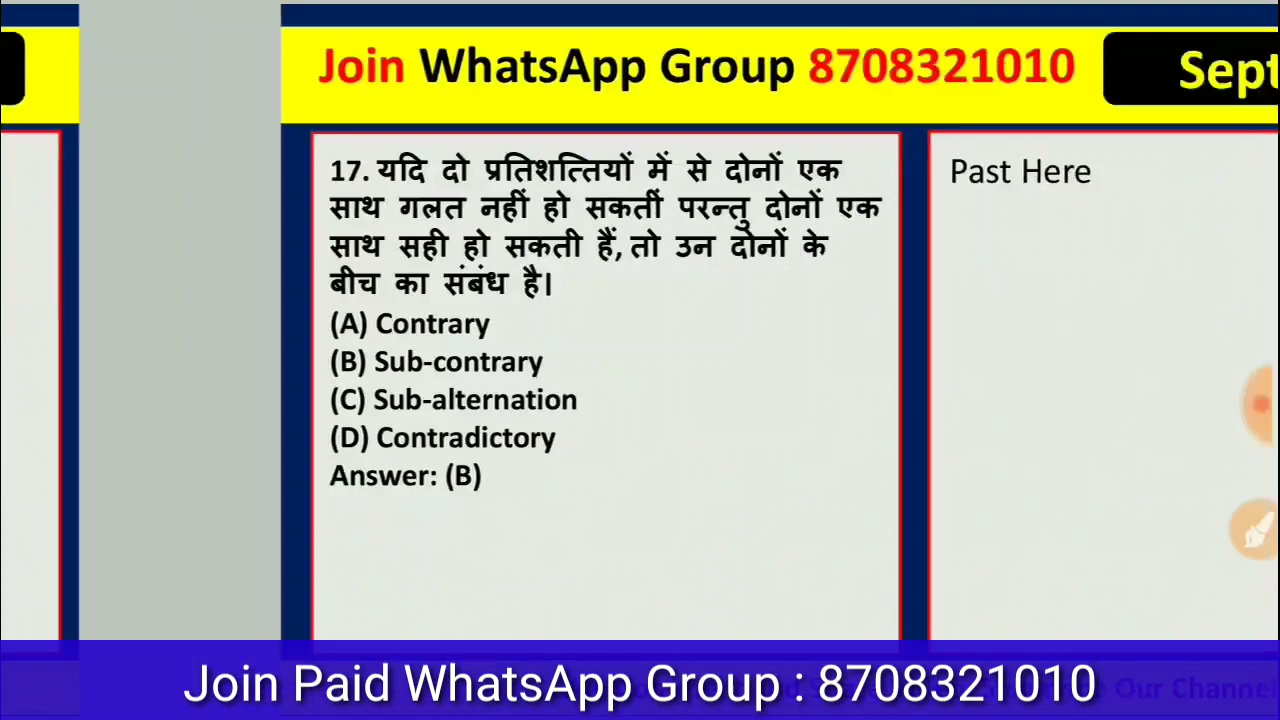 Join WhatsApp Group 8708321010
Sept
17. यदि दो प्रतिशत्तियों में से दोनों एक
साथ गलत नहीं हो सकतीं परन्तु दोनों एक
साथ सही हो सकती हैं, तो उन दोनों के
बीच का संबंध है।
(A) Contrary
(B) Sub-contrary
(C) Sub-alternation
(D) Contradictory
Answer: (B)
Past Here
Join Paid WhatsApp Group : 8708321010
Our Channel